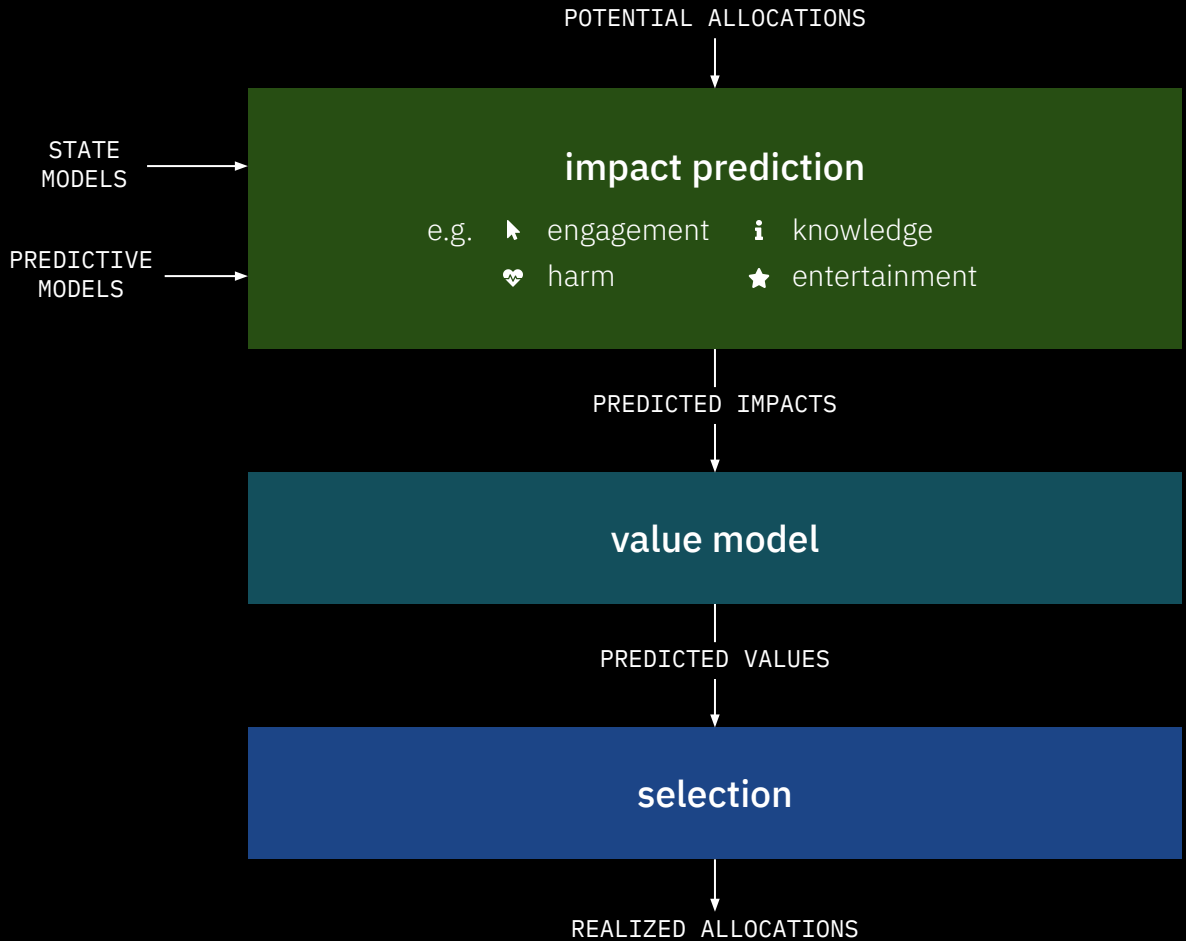 POTENTIAL ALLOCATIONS
STATE
MODELS
impact prediction
e.g. engagement knowledge
PREDICTIVE
MODELS
harm entertainment
PREDICTED IMPACTS
value model
PREDICTED VALUES
selection
REALIZED ALLOCATIONS